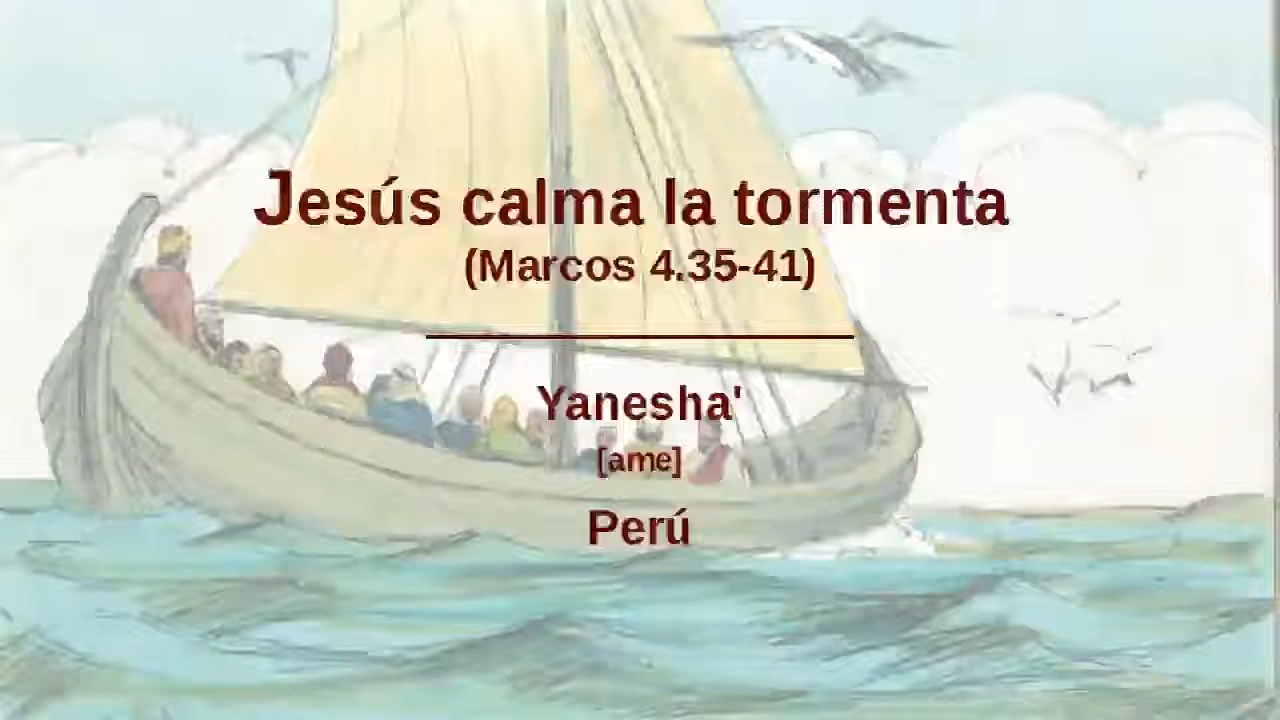 Jesús calma la tormenta
(Marcos 4.35-41)
Yanesha'
[ame]
Perú